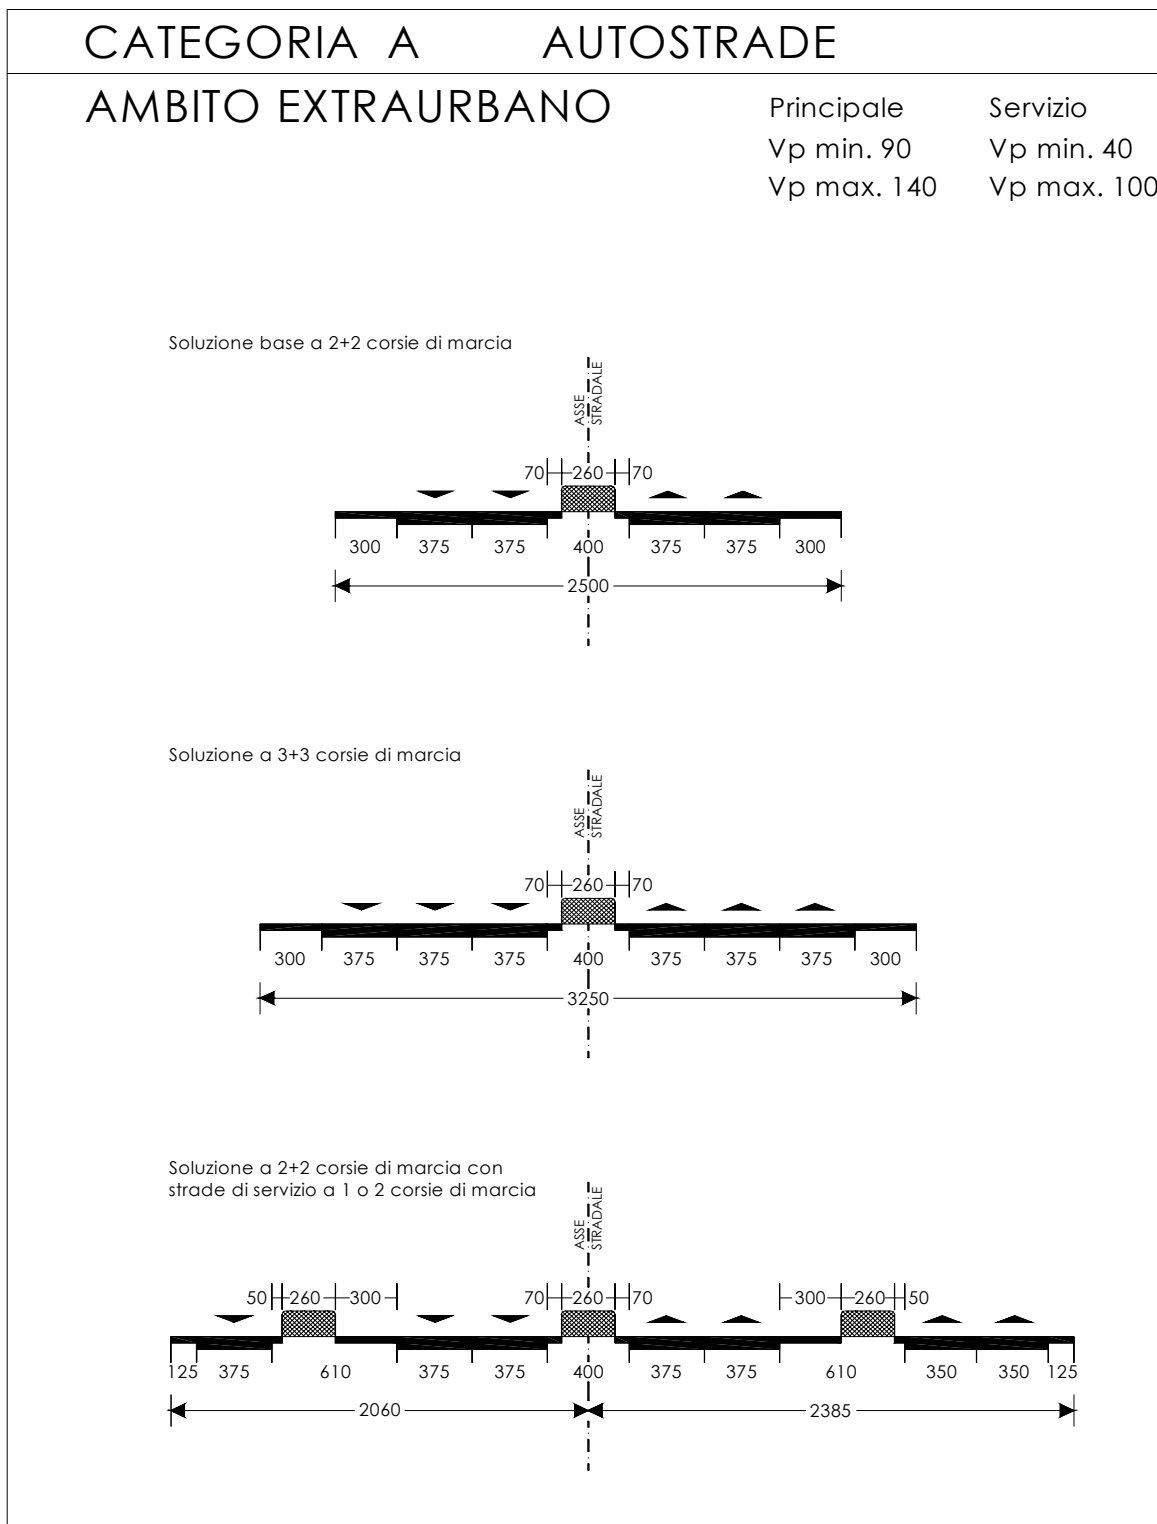 CATEGORIA A AUTOSTRADE
AMBITO EXTRAURBANO
Principale Servizio
Vp min. 90 Vp min. 40
Vp max. 140 Vp max. 100
Soluzione base a 2+2 corsie di marcia
ASSE
STRADALE
70 260 70
300 375 375 400 375 375 300
2500
Soluzione a 3+3 corsie di marcia
ASSE
STRADALE
70 260 70
300 375 375 375 400 375 375 375 300
3250
Soluzione a 2+2 corsie di marcia con
strade di servizio a 1 o 2 corsie di marcia
ASSE
STRADALE
50 260 300 70 260 70 300 260 50
125 375 610 375 375 400 375 375 610 350 350 125
2060 2385